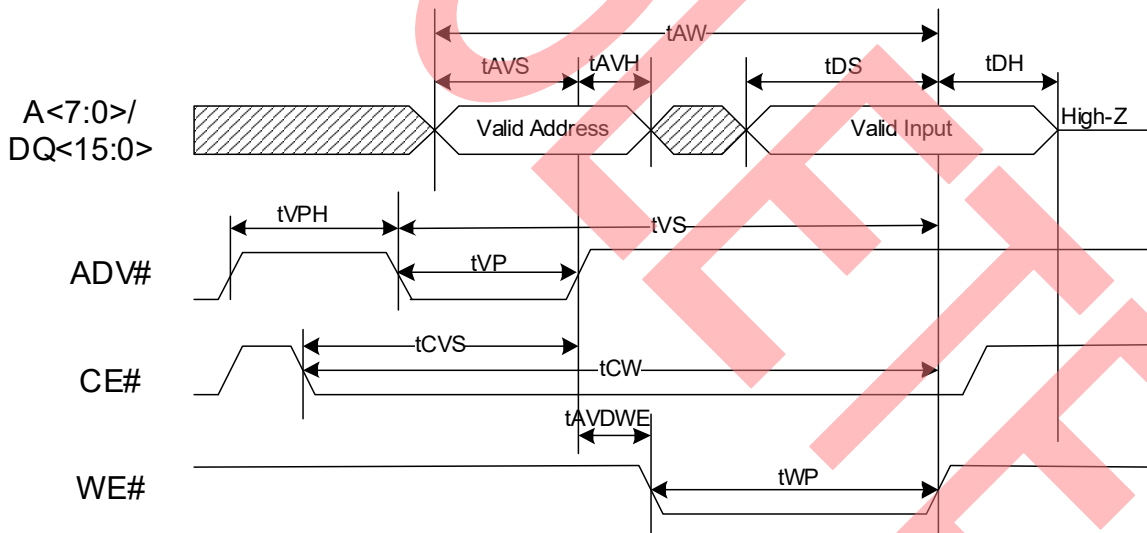 tAW
tAVS tAVH tDS tDH
A<7:0>/
DQ<15:0>
Valid Address Valid Input High-Z
tVPH tVS
ADV# tVP
tCVS
CE# tCW
tAVDWE
WE# tWP